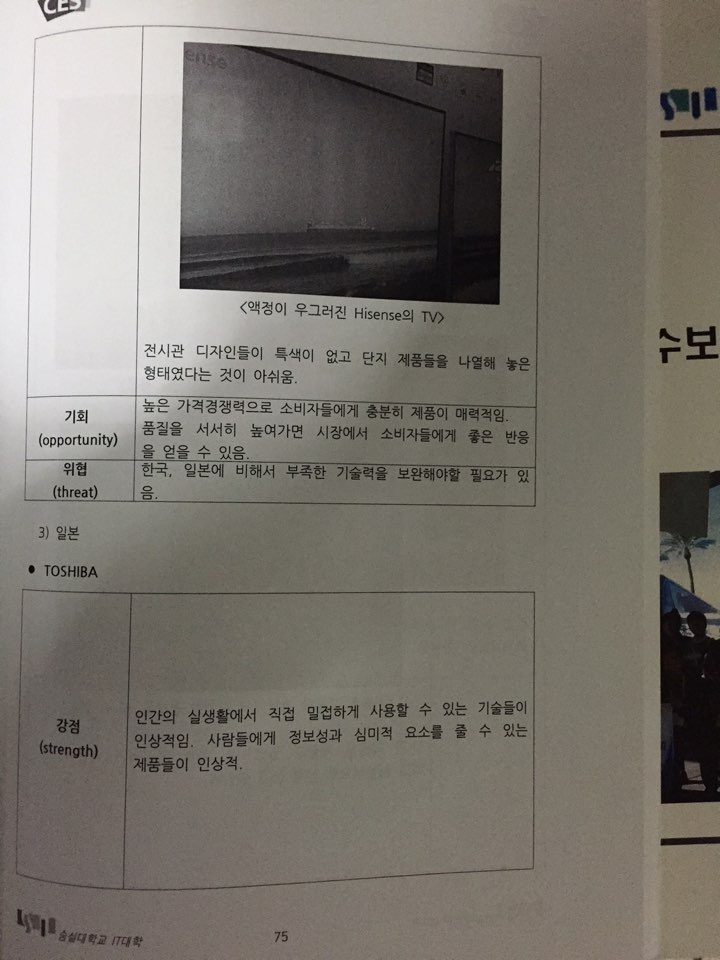 CES
ense
<액정이 우그러진 Hisense의 TV>
전시관 디자인들이 특색이 없고 단지 제품들을 나열해 놓은
형태였다는 것이 아쉬움.
기회
(opportunity)
높은 가격경쟁력으로 소비자들에게 충분히 제품이 매력적임.
품질을 서서히 높여가면 시장에서 소비자들에게 좋은 반응
을 얻을 수 있음.
위협
(threat)
한국, 일본에 비해서 부족한 기술력을 보완해야할 필요가 있
음.
3) 일본
• TOSHIBA
강점
(strength)
인간의 실생활에서 직접 밀접하게 사용할 수 있는 기술들이
인상적임. 사람들에게 정보성과 심미적 요소를 줄 수 있는
제품들이 인상적.
숭실대학교 IT대학
75
수보